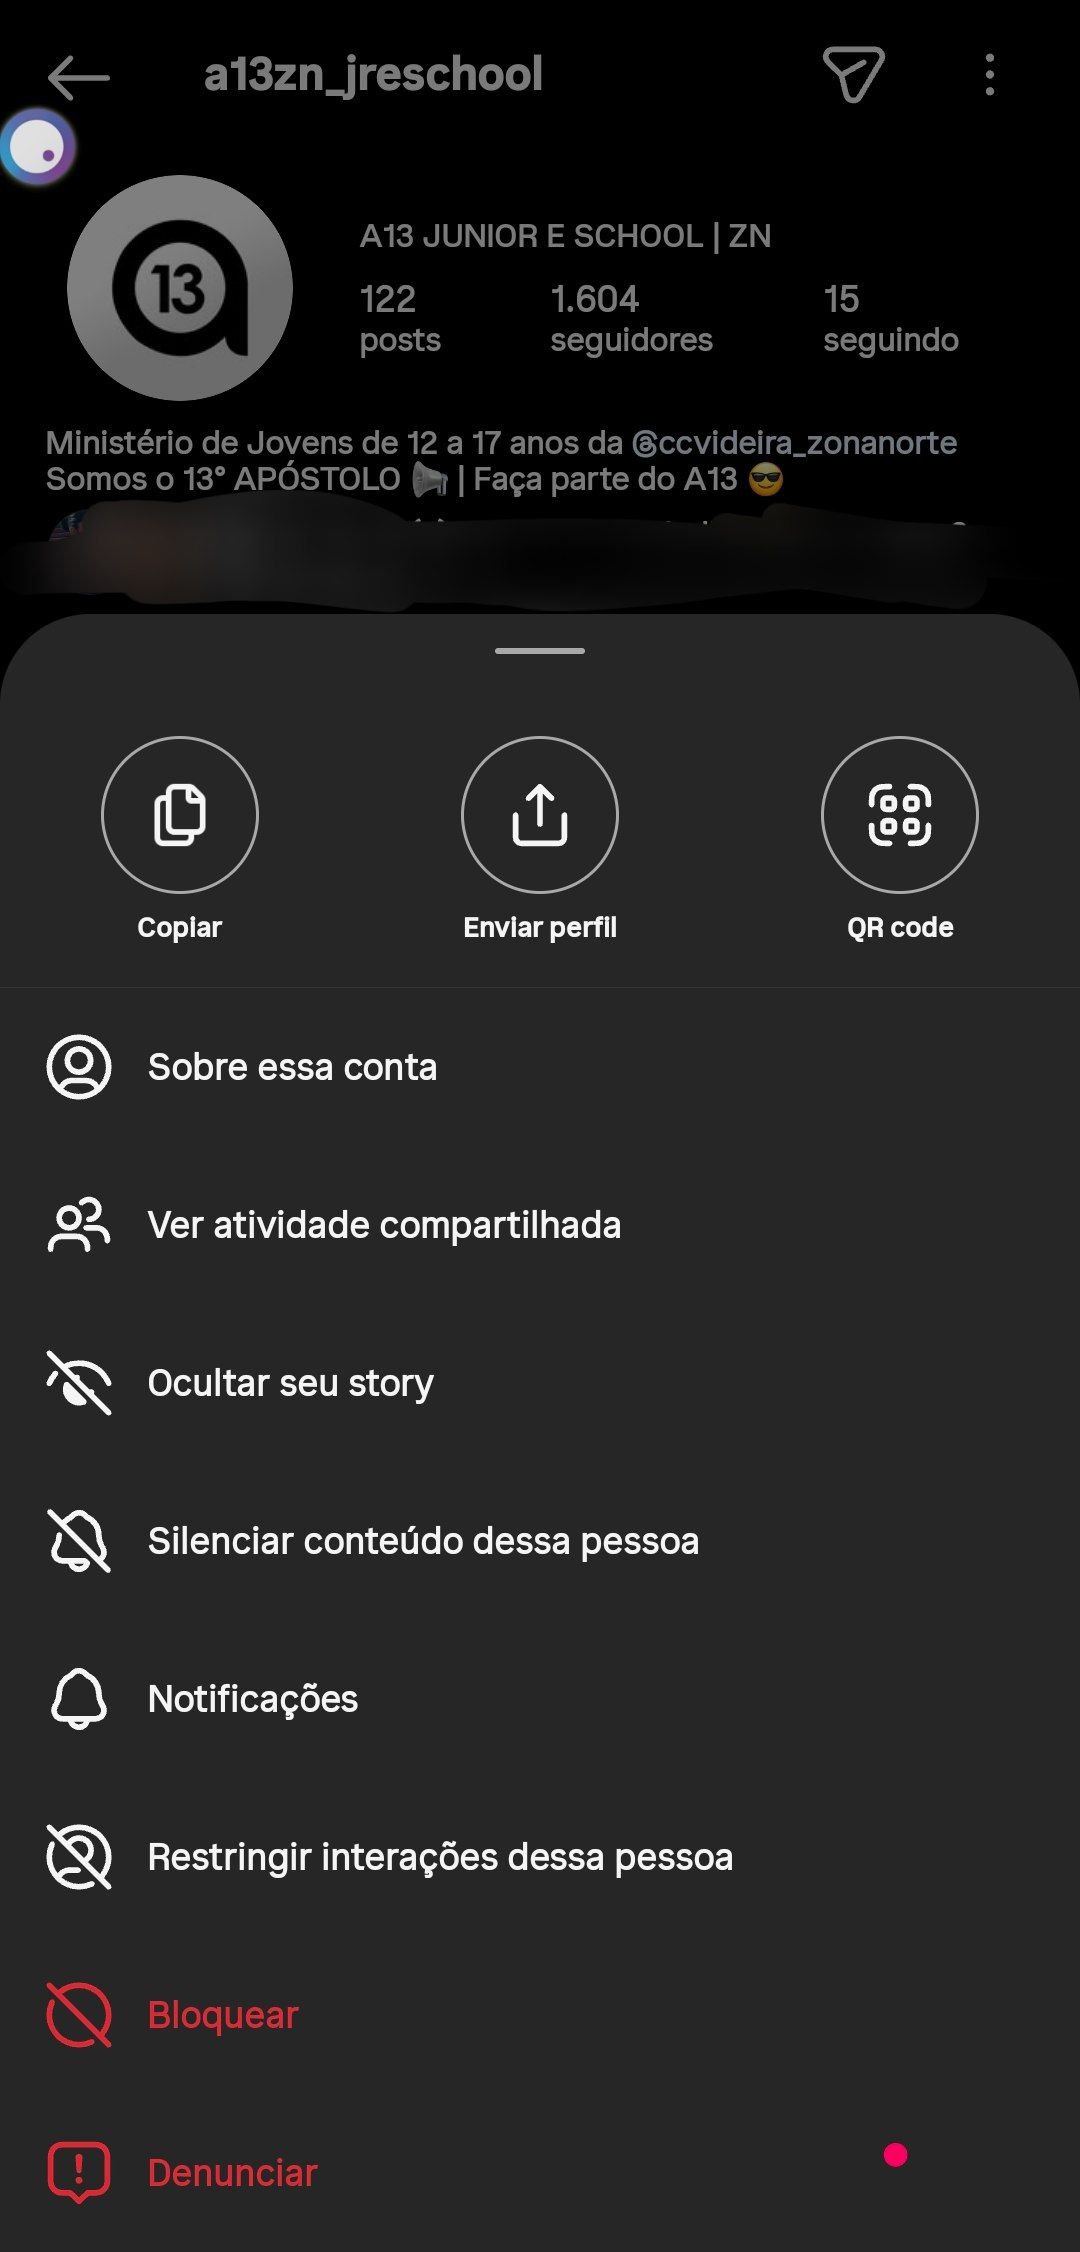 a13zn_jreschool
13
A13 JUNIOR E SCHOOL | ZN
122 1.604 15
posts seguidores seguindo
Ministério de Jovens de 12 a 17 anos da @ccvideira_zonanorte
Somos o 13° APÓSTOLO 📢 | Faça parte do A13 😎
Copiar Enviar perfil QR code
Sobre essa conta
Ver atividade compartilhada
Ocultar seu story
Silenciar conteúdo dessa pessoa
Notificações
Restringir interações dessa pessoa
Bloquear
Denunciar